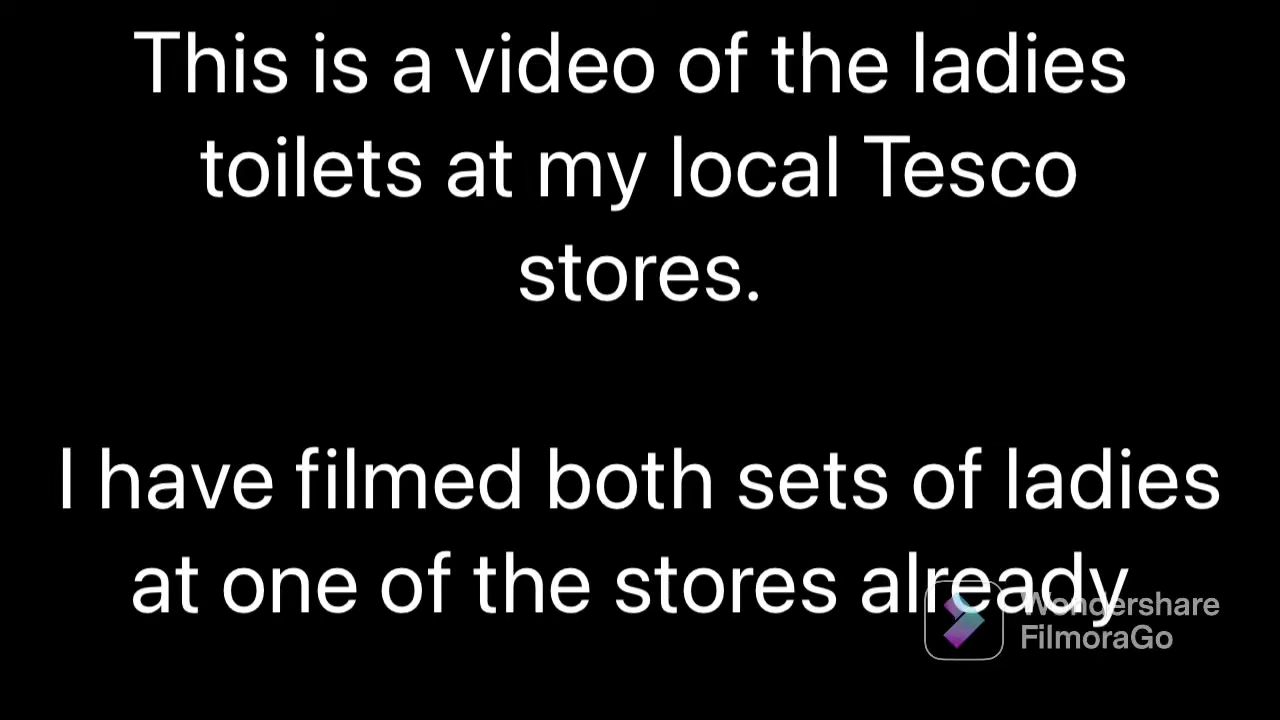 This is a video of the ladies
toilets at my local Tesco
stores.
I have filmed both sets of ladies
at one of the stores already
Wondershare
FilmoraGo